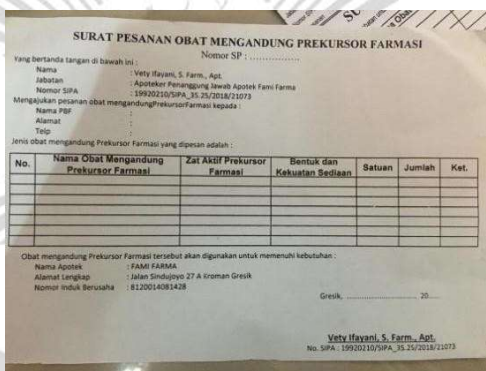 SURAT PESANAN OBAT MENGANDUNG PREKURSOR FARMASI
Nomor SP : ..................
Yang bertanda tangan di bawah ini :
Nama : Vety Ifayani, S. Farm., Apt.
Jabatan : Apoteker Penanggung Jawab Apotek Fami Farma
Nomor SIPA : 19920210/SIPA_35.25/2018/21073
Mengajukan pesanan obat mengandungPrekursorFarmasi kepada :
Nama PBF :
Alamat :
Telp :
Jenis obat mengandung Prekursor Farmasi yang dipesan adalah :
No. Nama Obat Mengandung Prekursor Farmasi Zat Aktif Prekursor Farmasi Bentuk dan Kekuatan Sediaan Satuan Jumlah Ket.
Obat mengandung Prekursor Farmasi tersebut akan digunakan untuk memenuhi kebutuhan :
Nama Apotek : FAMI FARMA
Alamat Lengkap : Jalan Sindujoyo 27 A Kroman Gresik
Nomor Induk Berusaha : 8120014081428
Gresik, ........................... 20.....
Vety Ifayani, S. Farm., Apt.
No. SIPA : 19920210/SIPA_35.25/2018/21073